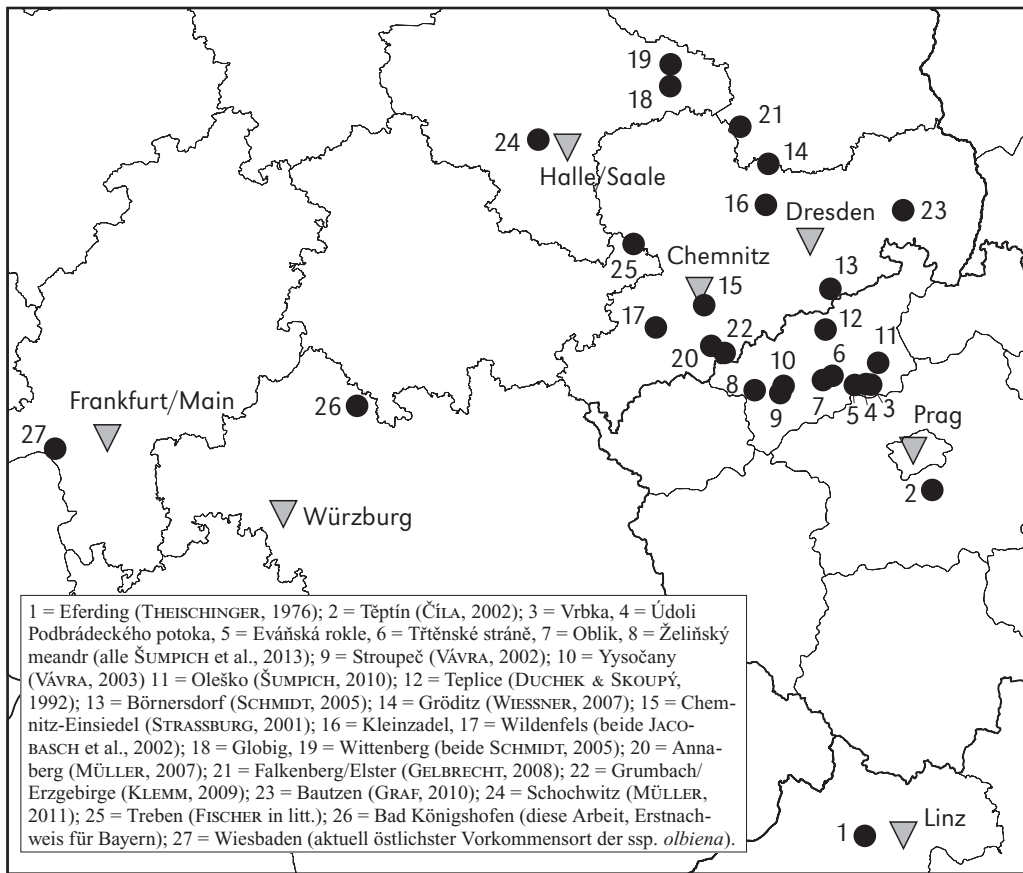 19
18
21
24
Halle/Saale
14
16
Dresden
23
25
Chemnitz
15
13
17
12
20
22
11
10
6
8
9
7
5
4
3
Frankfurt/Main
26
27
Prag
2
Würzburg
1 = Eferding (THEISCHINGER, 1976); 2 = Těptín (ČÍLA, 2002); 3 = Vrbka, 4 = Údoli
Podbrádeckého potoka, 5 = Eváňská rokle, 6 = Třtěnské stráně, 7 = Oblik, 8 = Želiňský
meandr (alle ŠUMPICH et al., 2013); 9 = Stroupeč (VÁVRA, 2002); 10 = Yysočany
(VÁVRA, 2003) 11 = Oleško (ŠUMPICH, 2010); 12 = Teplice (DUCHEK & SKOUPÝ,
1992); 13 = Börnersdorf (SCHMIDT, 2005); 14 = Gröditz (WIESSNER, 2007); 15 = Chem-
nitz-Einsiedel (STRASSBURG, 2001); 16 = Kleinzadel, 17 = Wildenfels (beide JACO-
BASCH et al., 2002); 18 = Globig, 19 = Wittenberg (beide SCHMIDT, 2005); 20 = Anna-
berg (MÜLLER, 2007); 21 = Falkenberg/Elster (GELBRECHT, 2008); 22 = Grumbach/
Erzgebirge (KLEMM, 2009); 23 = Bautzen (GRAF, 2010); 24 = Schochwitz (MÜLLER,
2011); 25 = Treben (FISCHER in litt.); 26 = Bad Königshofen (diese Arbeit, Erstnach-
weis für Bayern); 27 = Wiesbaden (aktuell östlichster Vorkommensort der ssp. olbiena).
1
Linz